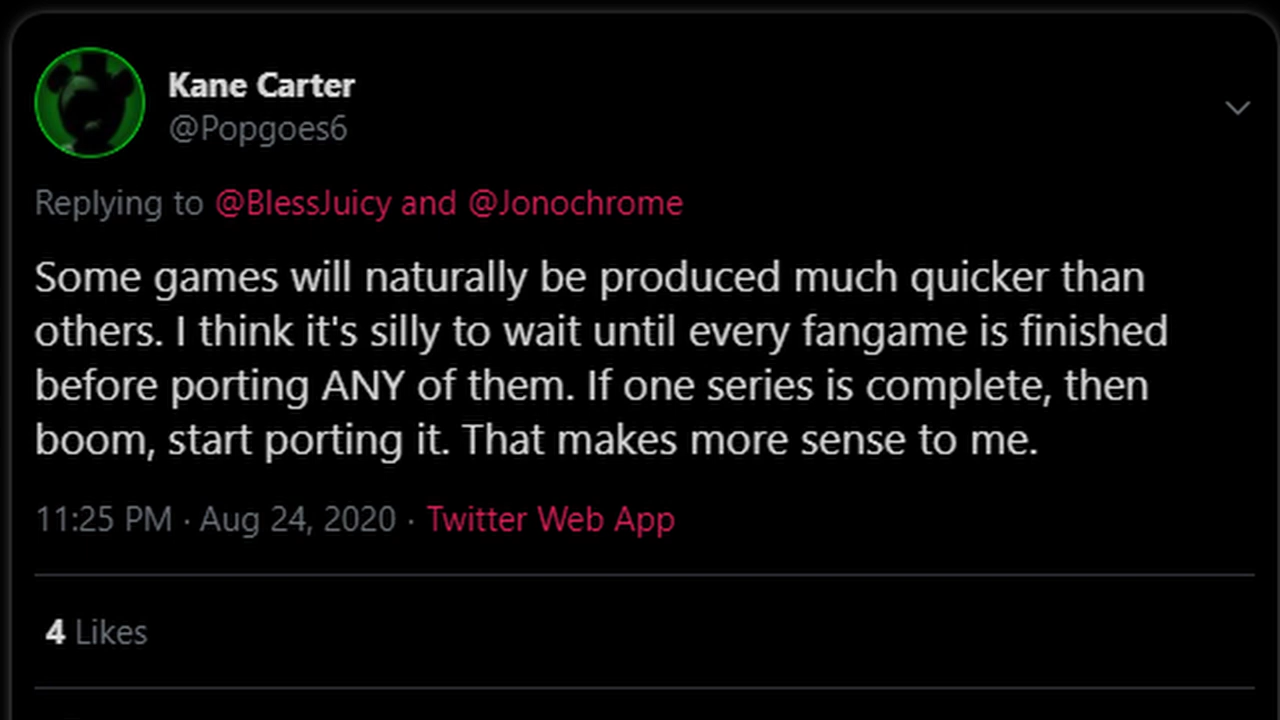 Kane Carter
@Popgoes6
Replying to @BlessJuicy and @Jonochrome
Some games will naturally be produced much quicker than
others. I think it's silly to wait until every fangame is finished
before porting ANY of them. If one series is complete, then
boom, start porting it. That makes more sense to me.
11:25 PM · Aug 24, 2020 · Twitter Web App
4 Likes